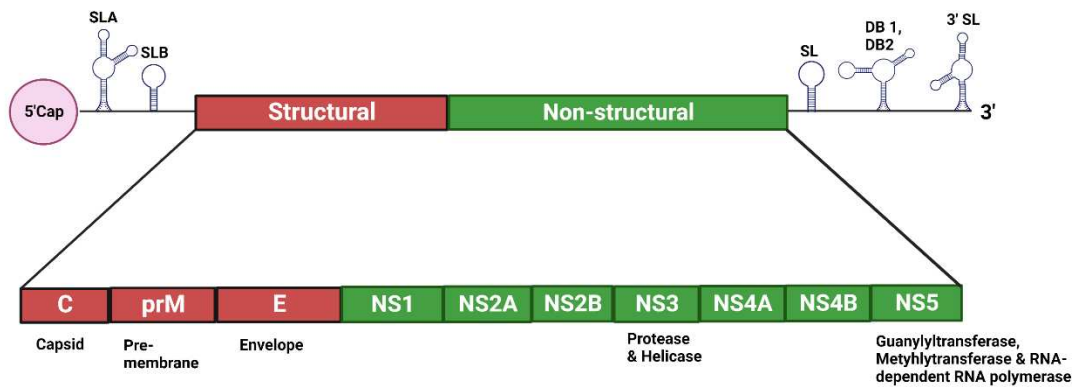 SLA
SLB
5'Cap
Structural
Non-structural
SL
DB 1,
DB2
3' SL
3'
C
prM
E
NS1
NS2A
NS2B
NS3
NS4A
NS4B
NS5
Capsid
Pre-
membrane
Envelope
Protease
& Helicase
Guanylyltransferase,
Metyhlytransferase & RNA-
dependent RNA polymerase